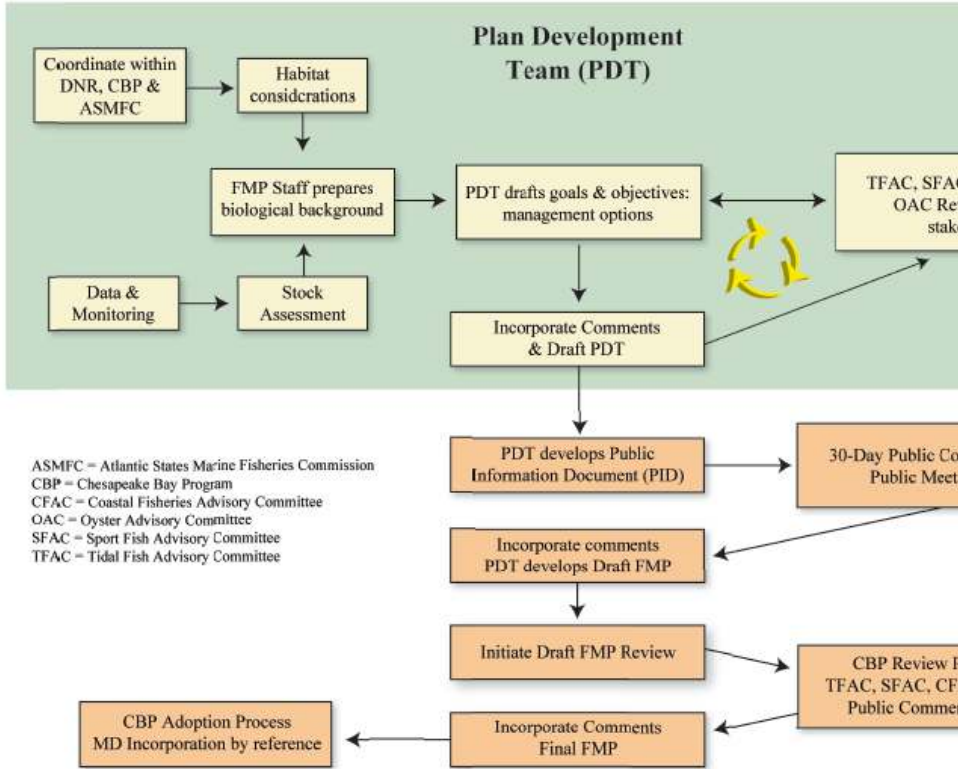 Plan Development
Team (PDT)
Coordinate within
DNR, CBP &
ASMFC
Habitat
considerations
FMP Staff prepares
biological background
PDT drafts goals & objectives:
management options
TFAC, SFAC
OAC
Data &
Monitoring
Stock
Assessment
Incorporate Comments
& Draft PDT
ASMFC = Atlantic States Marine Fisheries Commission
CBP = Chesapeake Bay Program
CFAC = Coastal Fisheries Advisory Committee
OAC = Oyster Advisory Committee
SFAC = Sport Fish Advisory Committee
TFAC = Tidal Fish Advisory Committee
PDT develops Public
Information Document (PID)
30-Day Public
Public
Incorporate comments
PDT develops Draft FMP
Initiate Draft FMP Review
CBP Review
TFAC, SFAC,
Public
Incorporate Comments
Final FMP
CBP Adoption Process
MD Incorporation by reference